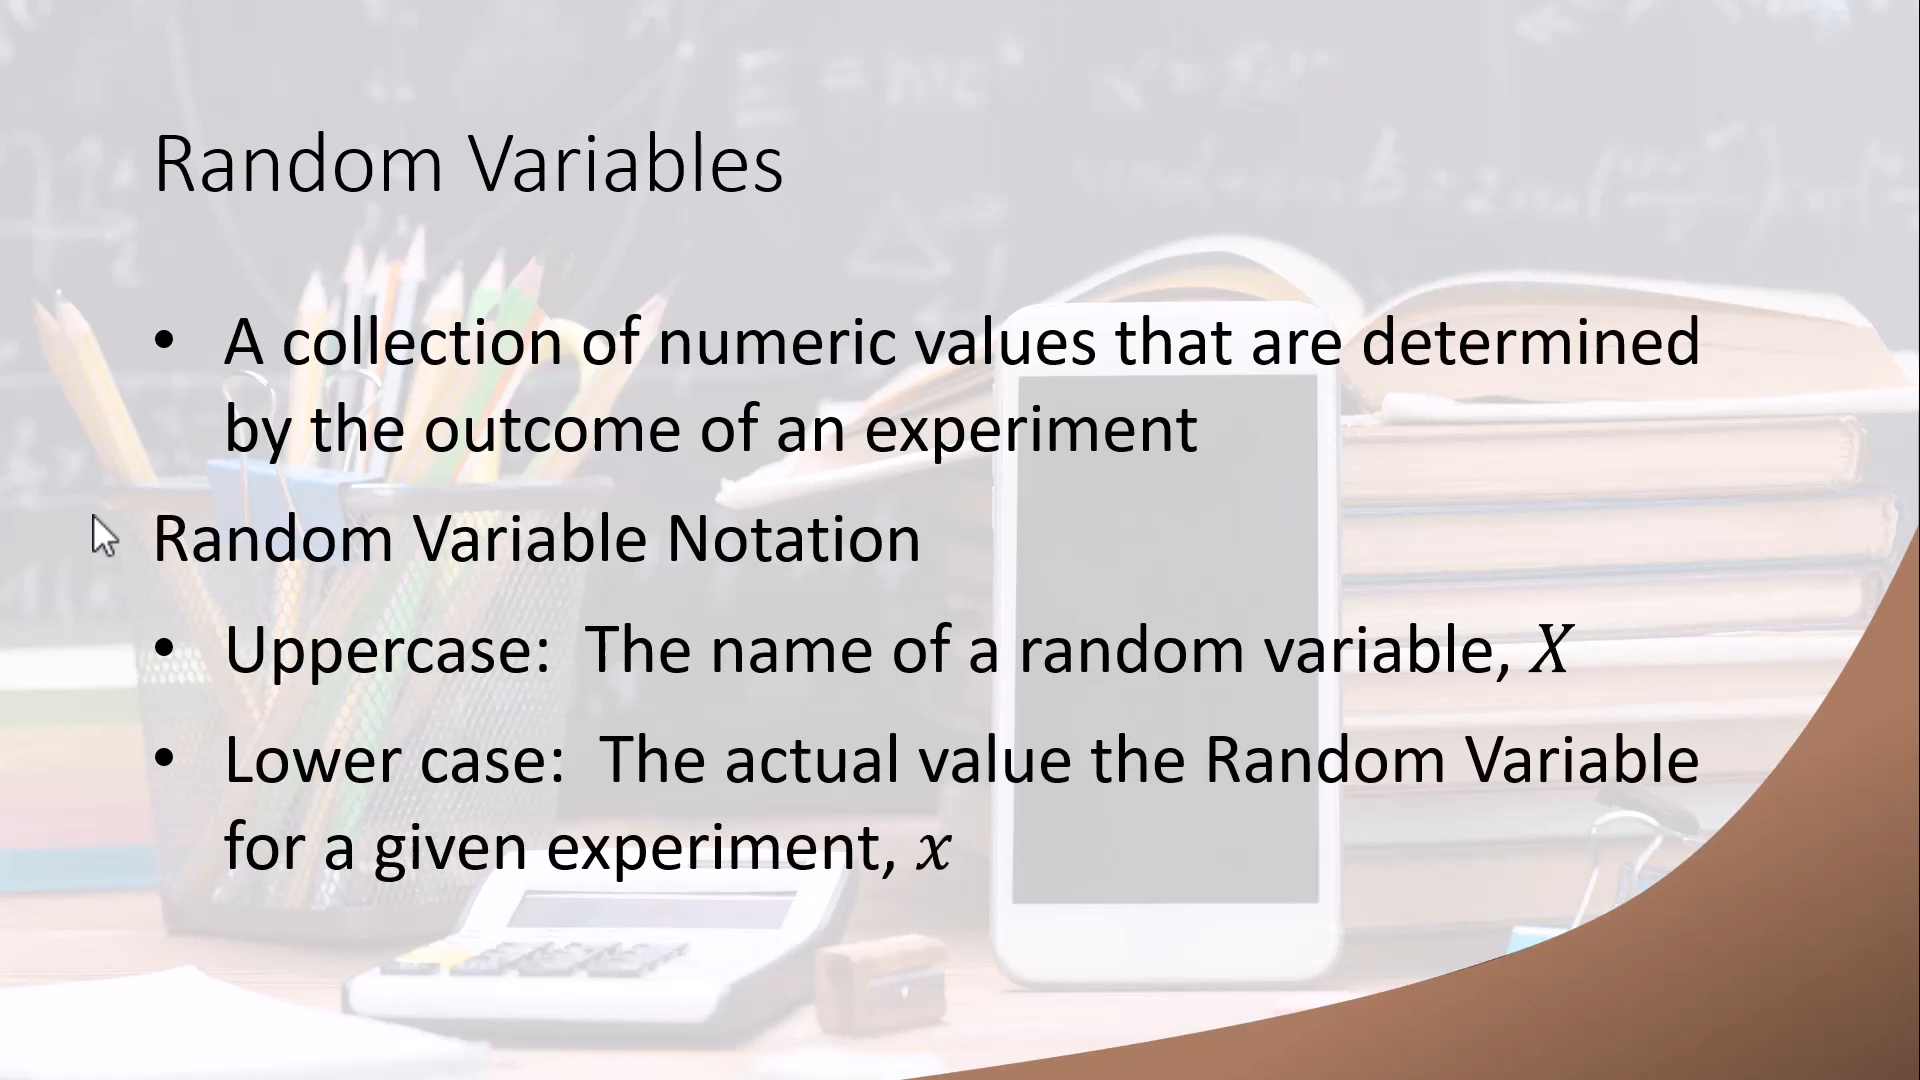 Random Variables
• A collection of numeric values that are determined
by the outcome of an experiment
Random Variable Notation
• Uppercase:  The name of a random variable, X
• Lower case:  The actual value the Random Variable
for a given experiment, x